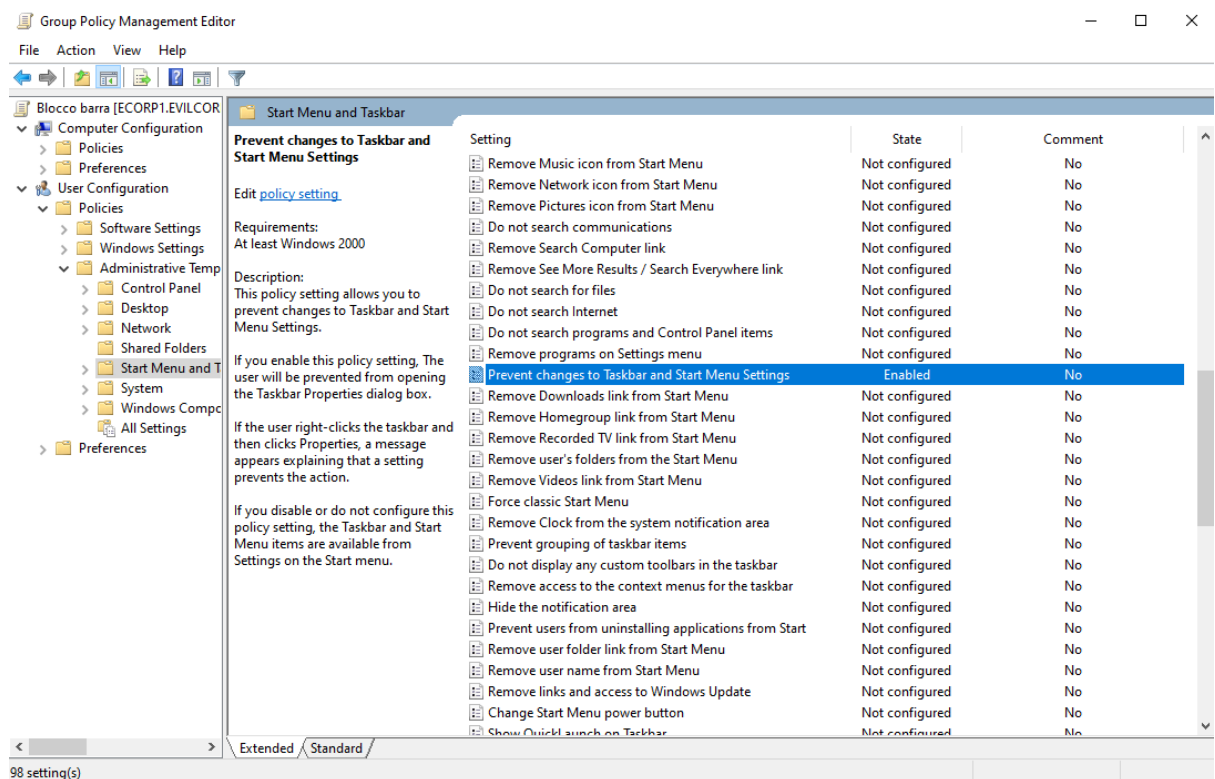 Group Policy Management Editor
File Action View Help
Blocco barra [ECORP1.EVILCOR
Computer Configuration
Policies
Preferences
User Configuration
Policies
Software Settings
Windows Settings
Administrative Temp
Control Panel
Desktop
Network
Shared Folders
Start Menu and T
System
Windows Compo
All Settings
Preferences
Start Menu and Taskbar
Prevent changes to Taskbar and
Start Menu Settings
Edit policy setting
Requirements:
At least Windows 2000
Description:
This policy setting allows you to
prevent changes to Taskbar and Start
Menu Settings.
If you enable this policy setting, The
user will be prevented from opening
the Taskbar Properties dialog box.
If the user right-clicks the taskbar and
then clicks Properties, a message
appears explaining that a setting
prevents the action.
If you disable or do not configure this
policy setting, the Taskbar and Start
Menu items are available from
Settings on the Start menu.
Setting State Comment
Remove Music icon from Start Menu Not configured No
Remove Network icon from Start Menu Not configured No
Remove Pictures icon from Start Menu Not configured No
Do not search communications Not configured No
Remove Search Computer link Not configured No
Remove See More Results / Search Everywhere link Not configured No
Do not search for files Not configured No
Do not search Internet Not configured No
Do not search programs and Control Panel items Not configured No
Remove programs on Settings menu Not configured No
Prevent changes to Taskbar and Start Menu Settings Enabled No
Remove Downloads link from Start Menu Not configured No
Remove Homegroup link from Start Menu Not configured No
Remove Recorded TV link from Start Menu Not configured No
Remove user's folders from the Start Menu Not configured No
Remove Videos link from Start Menu Not configured No
Force classic Start Menu Not configured No
Remove Clock from the system notification area Not configured No
Prevent grouping of taskbar items Not configured No
Do not display any custom toolbars in the taskbar Not configured No
Remove access to the context menus for the taskbar Not configured No
Hide the notification area Not configured No
Prevent users from uninstalling applications from Start Not configured No
Remove user folder link from Start Menu Not configured No
Remove user name from Start Menu Not configured No
Remove links and access to Windows Update Not configured No
Change Start Menu power button Not configured No
Show QuickLaunch on Taskbar Not configured No
Extended Standard
98 setting(s)